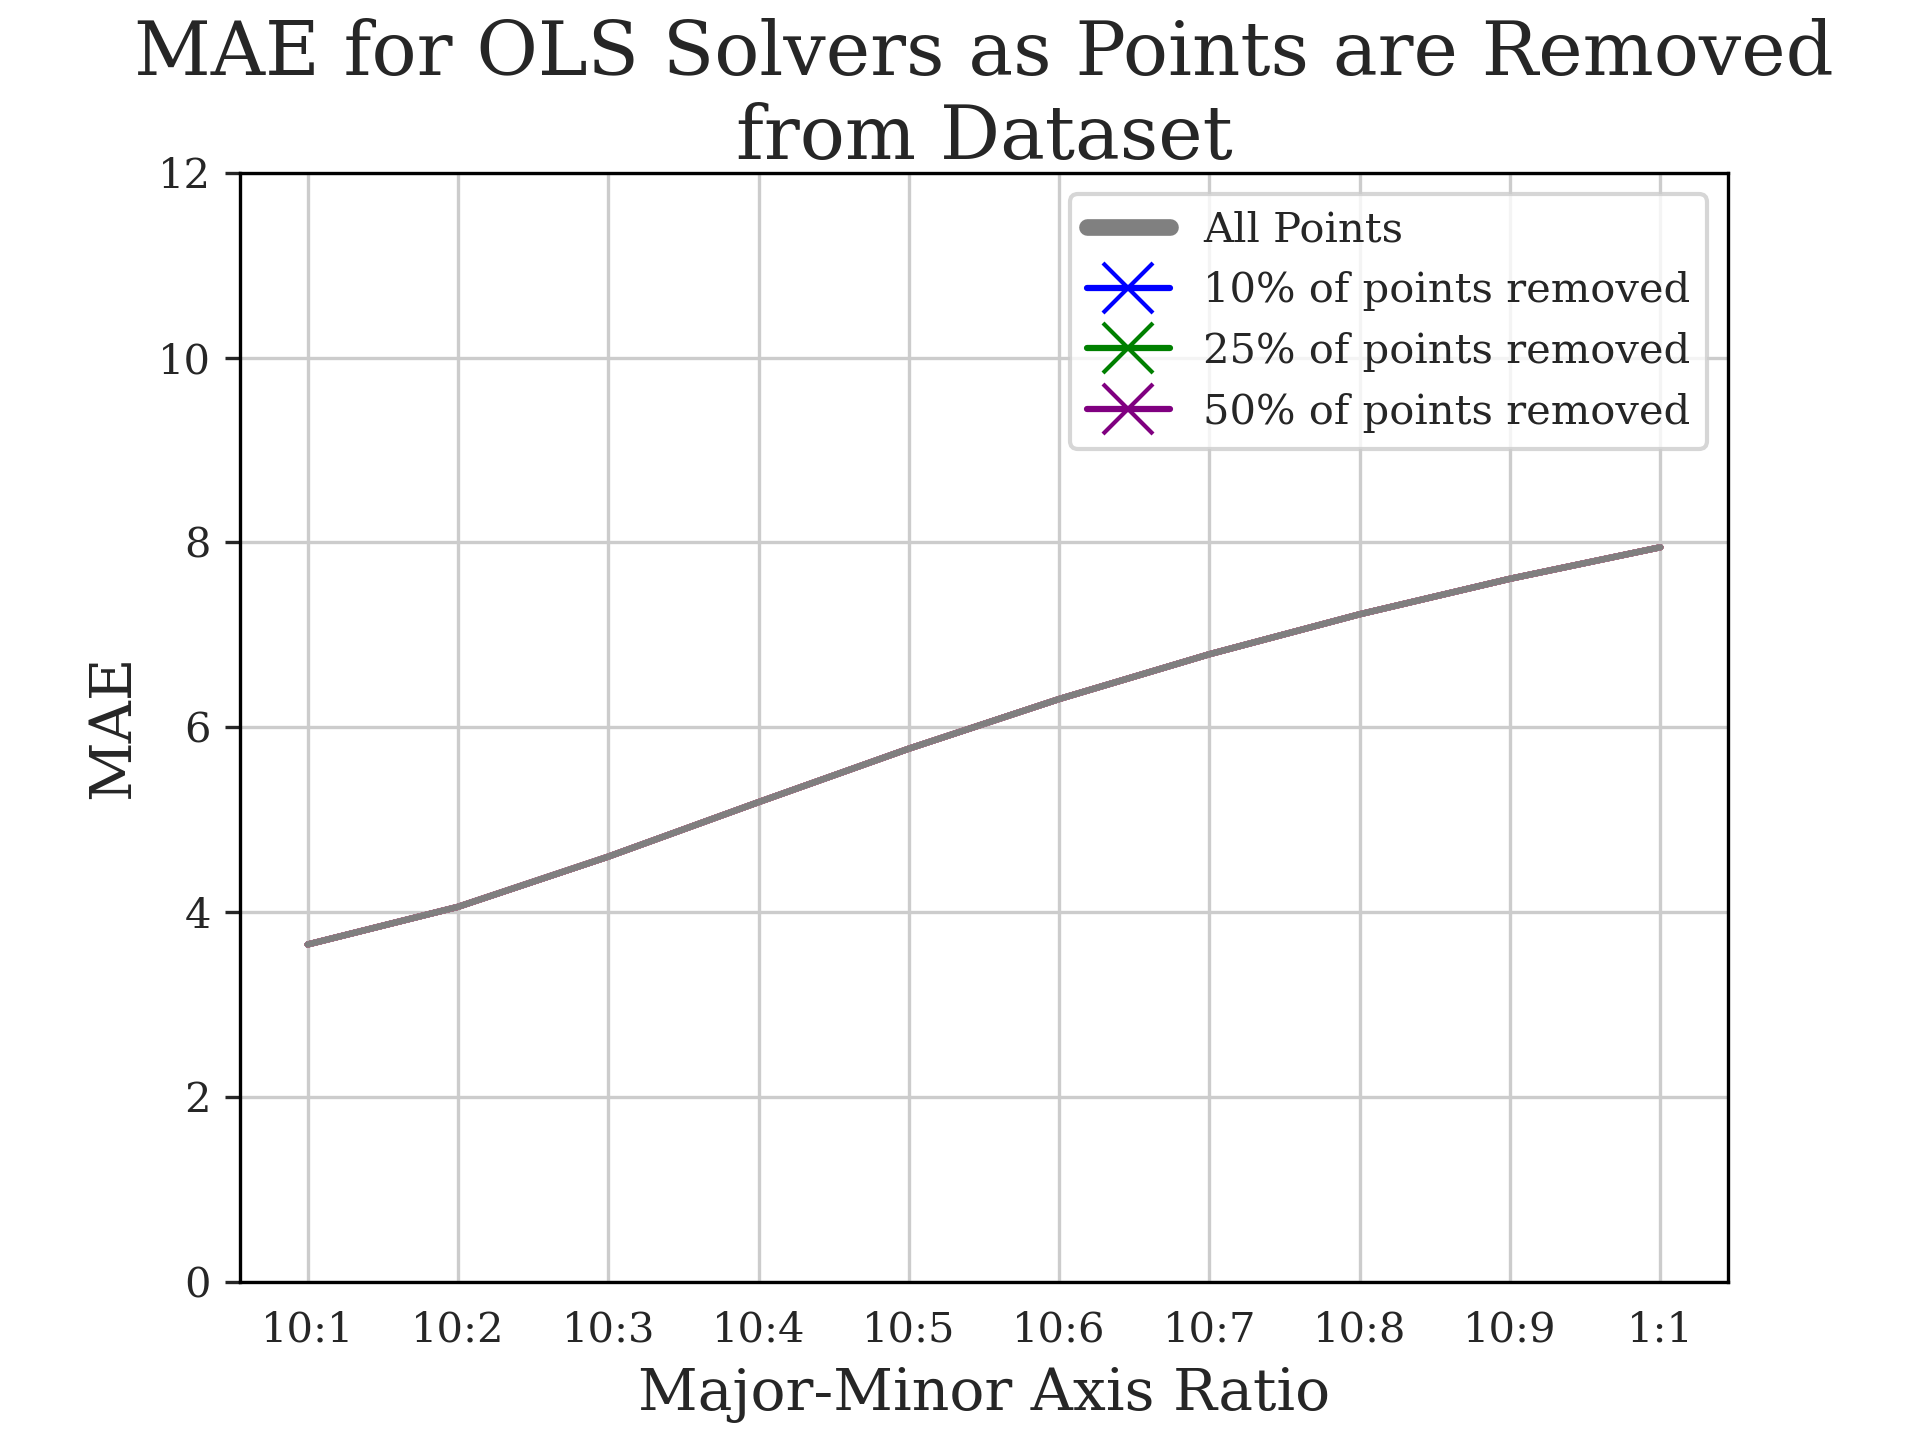 MAE for OLS Solvers as Points are Removed
from Dataset
12
10
8
6
4
2
0
MAE
All Points
10% of points removed
25% of points removed
50% of points removed
10:1 10:2 10:3 10:4 10:5 10:6 10:7 10:8 10:9 1:1
Major-Minor Axis Ratio